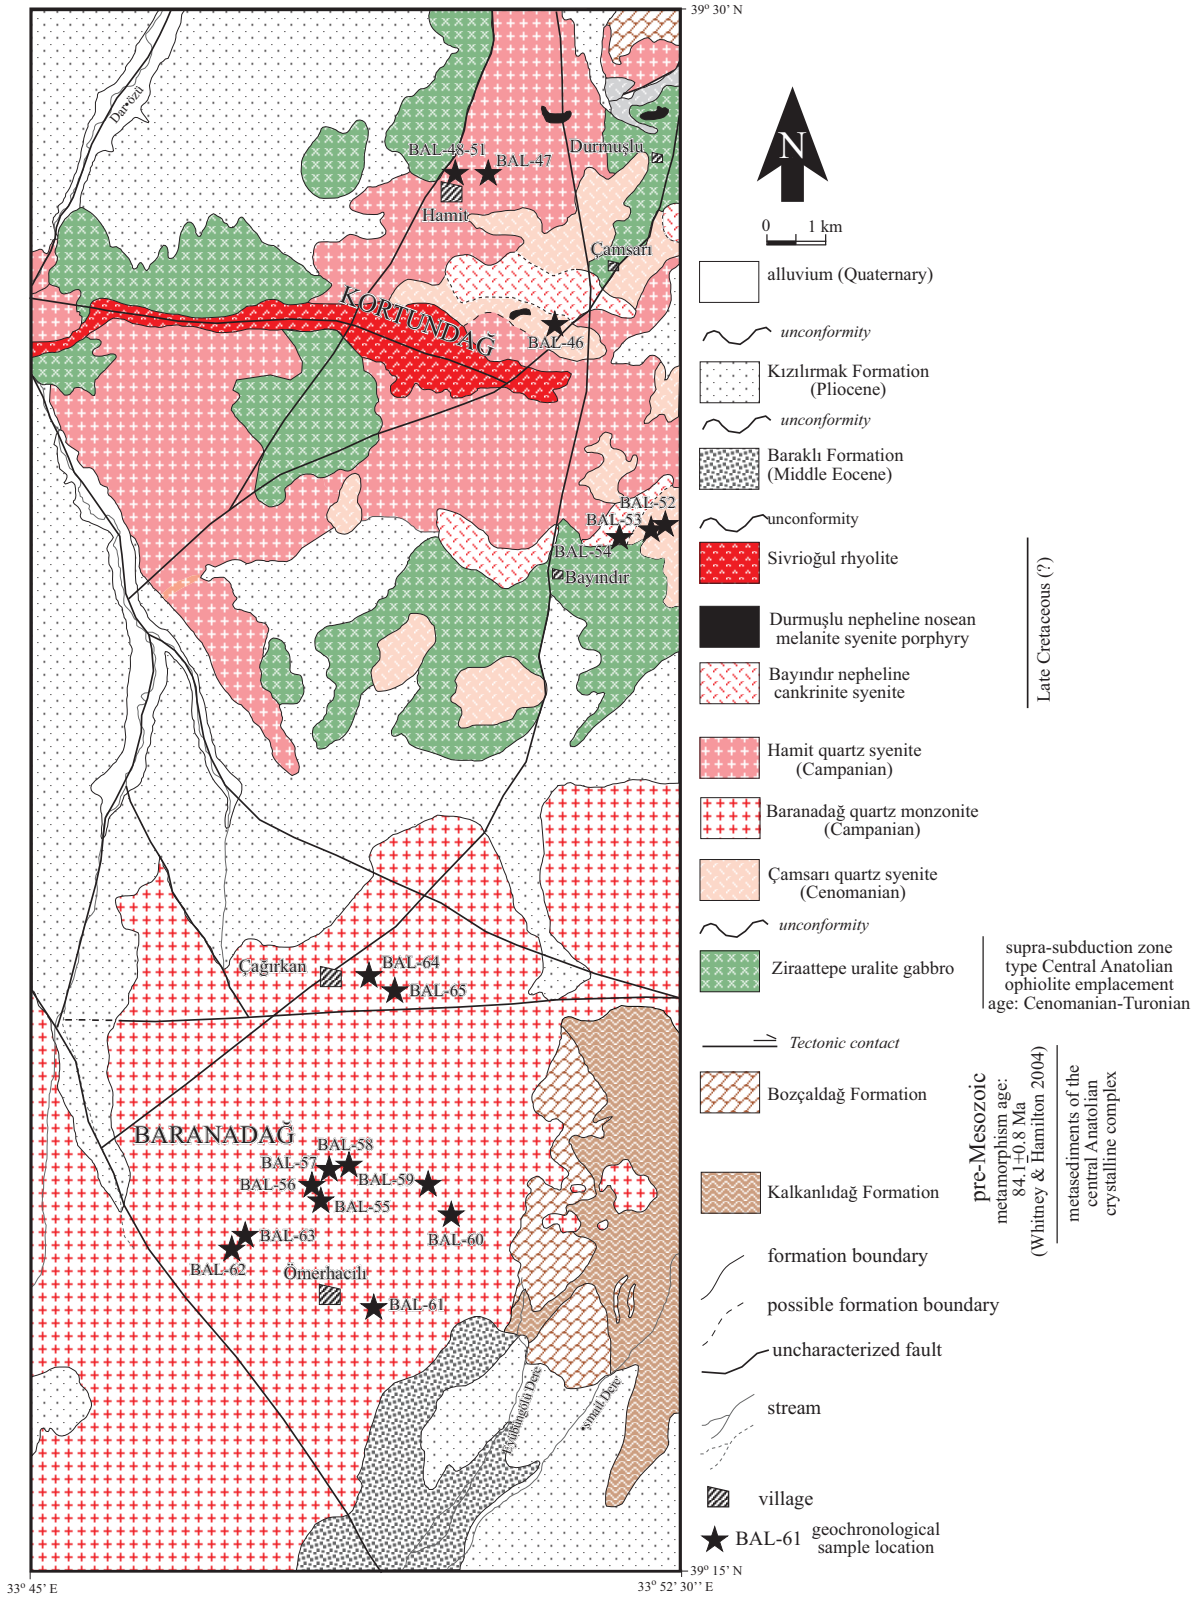 39° 30' N
Dar•özü
BAL-48-51
BAL-47
Durmuşlu
Hamit
Çamsarı
KORTUNDAĞ
BAL-46
BAL-52
BAL-53
BAL-54
Bayındır
Çağırkan
BAL-64
BAL-65
BARANADAĞ
BAL-58
BAL-57
BAL-56
BAL-59
BAL-55
BAL-63
BAL-60
BAL-62
Ömerhacılı
BAL-61
Eyübüngölü Dere
•smail Dere
39° 15' N
33° 45' E
33° 52' 30'' E
N
0 1 km
alluvium (Quaternary)
unconformity
Kızılırmak Formation
(Pliocene)
unconformity
Baraklı Formation
(Middle Eocene)
unconformity
Sivrioğul rhyolite
Durmuşlu nepheline nosean
melanite syenite porphyry
Bayındır nepheline
cankrinite syenite
Late Cretaceous (?)
Hamit quartz syenite
(Campanian)
Baranadağ quartz monzonite
(Campanian)
Çamsarı quartz syenite
(Cenomanian)
unconformity
Ziraattepe uralite gabbro
supra-subduction zone
type Central Anatolian
ophiolite emplacement
age: Cenomanian-Turonian
Tectonic contact
Bozçaldağ Formation
Kalkanlıdağ Formation
pre-Mesozoic
metamorphism age:
84.1±0.8 Ma
(Whitney & Hamilton 2004)
metasediments of the
central Anatolian
crystalline complex
formation boundary
possible formation boundary
uncharacterized fault
stream
village
BAL-61 geochronological
sample location